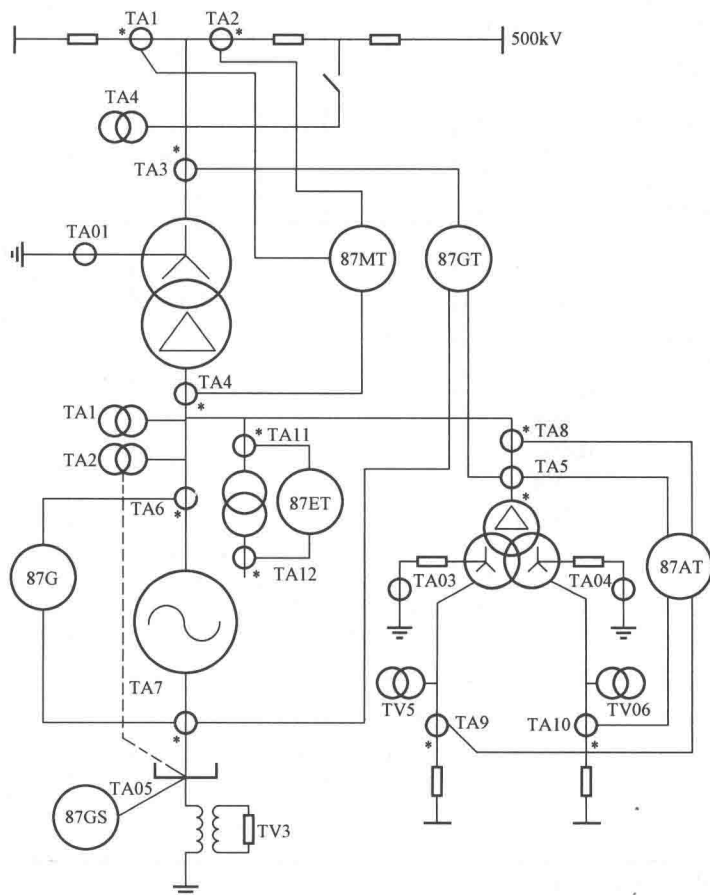 TA1
TA2
500kV
TA4
TA3
TA01
87MT
87GT
TA4
TA1
TA2
TA11
TA8
TA5
TA6
87ET
87G
TA12
TA03
TA04
87AT
TA7
TV5
TV06
TA9
TA10
TA05
87GS
TV3